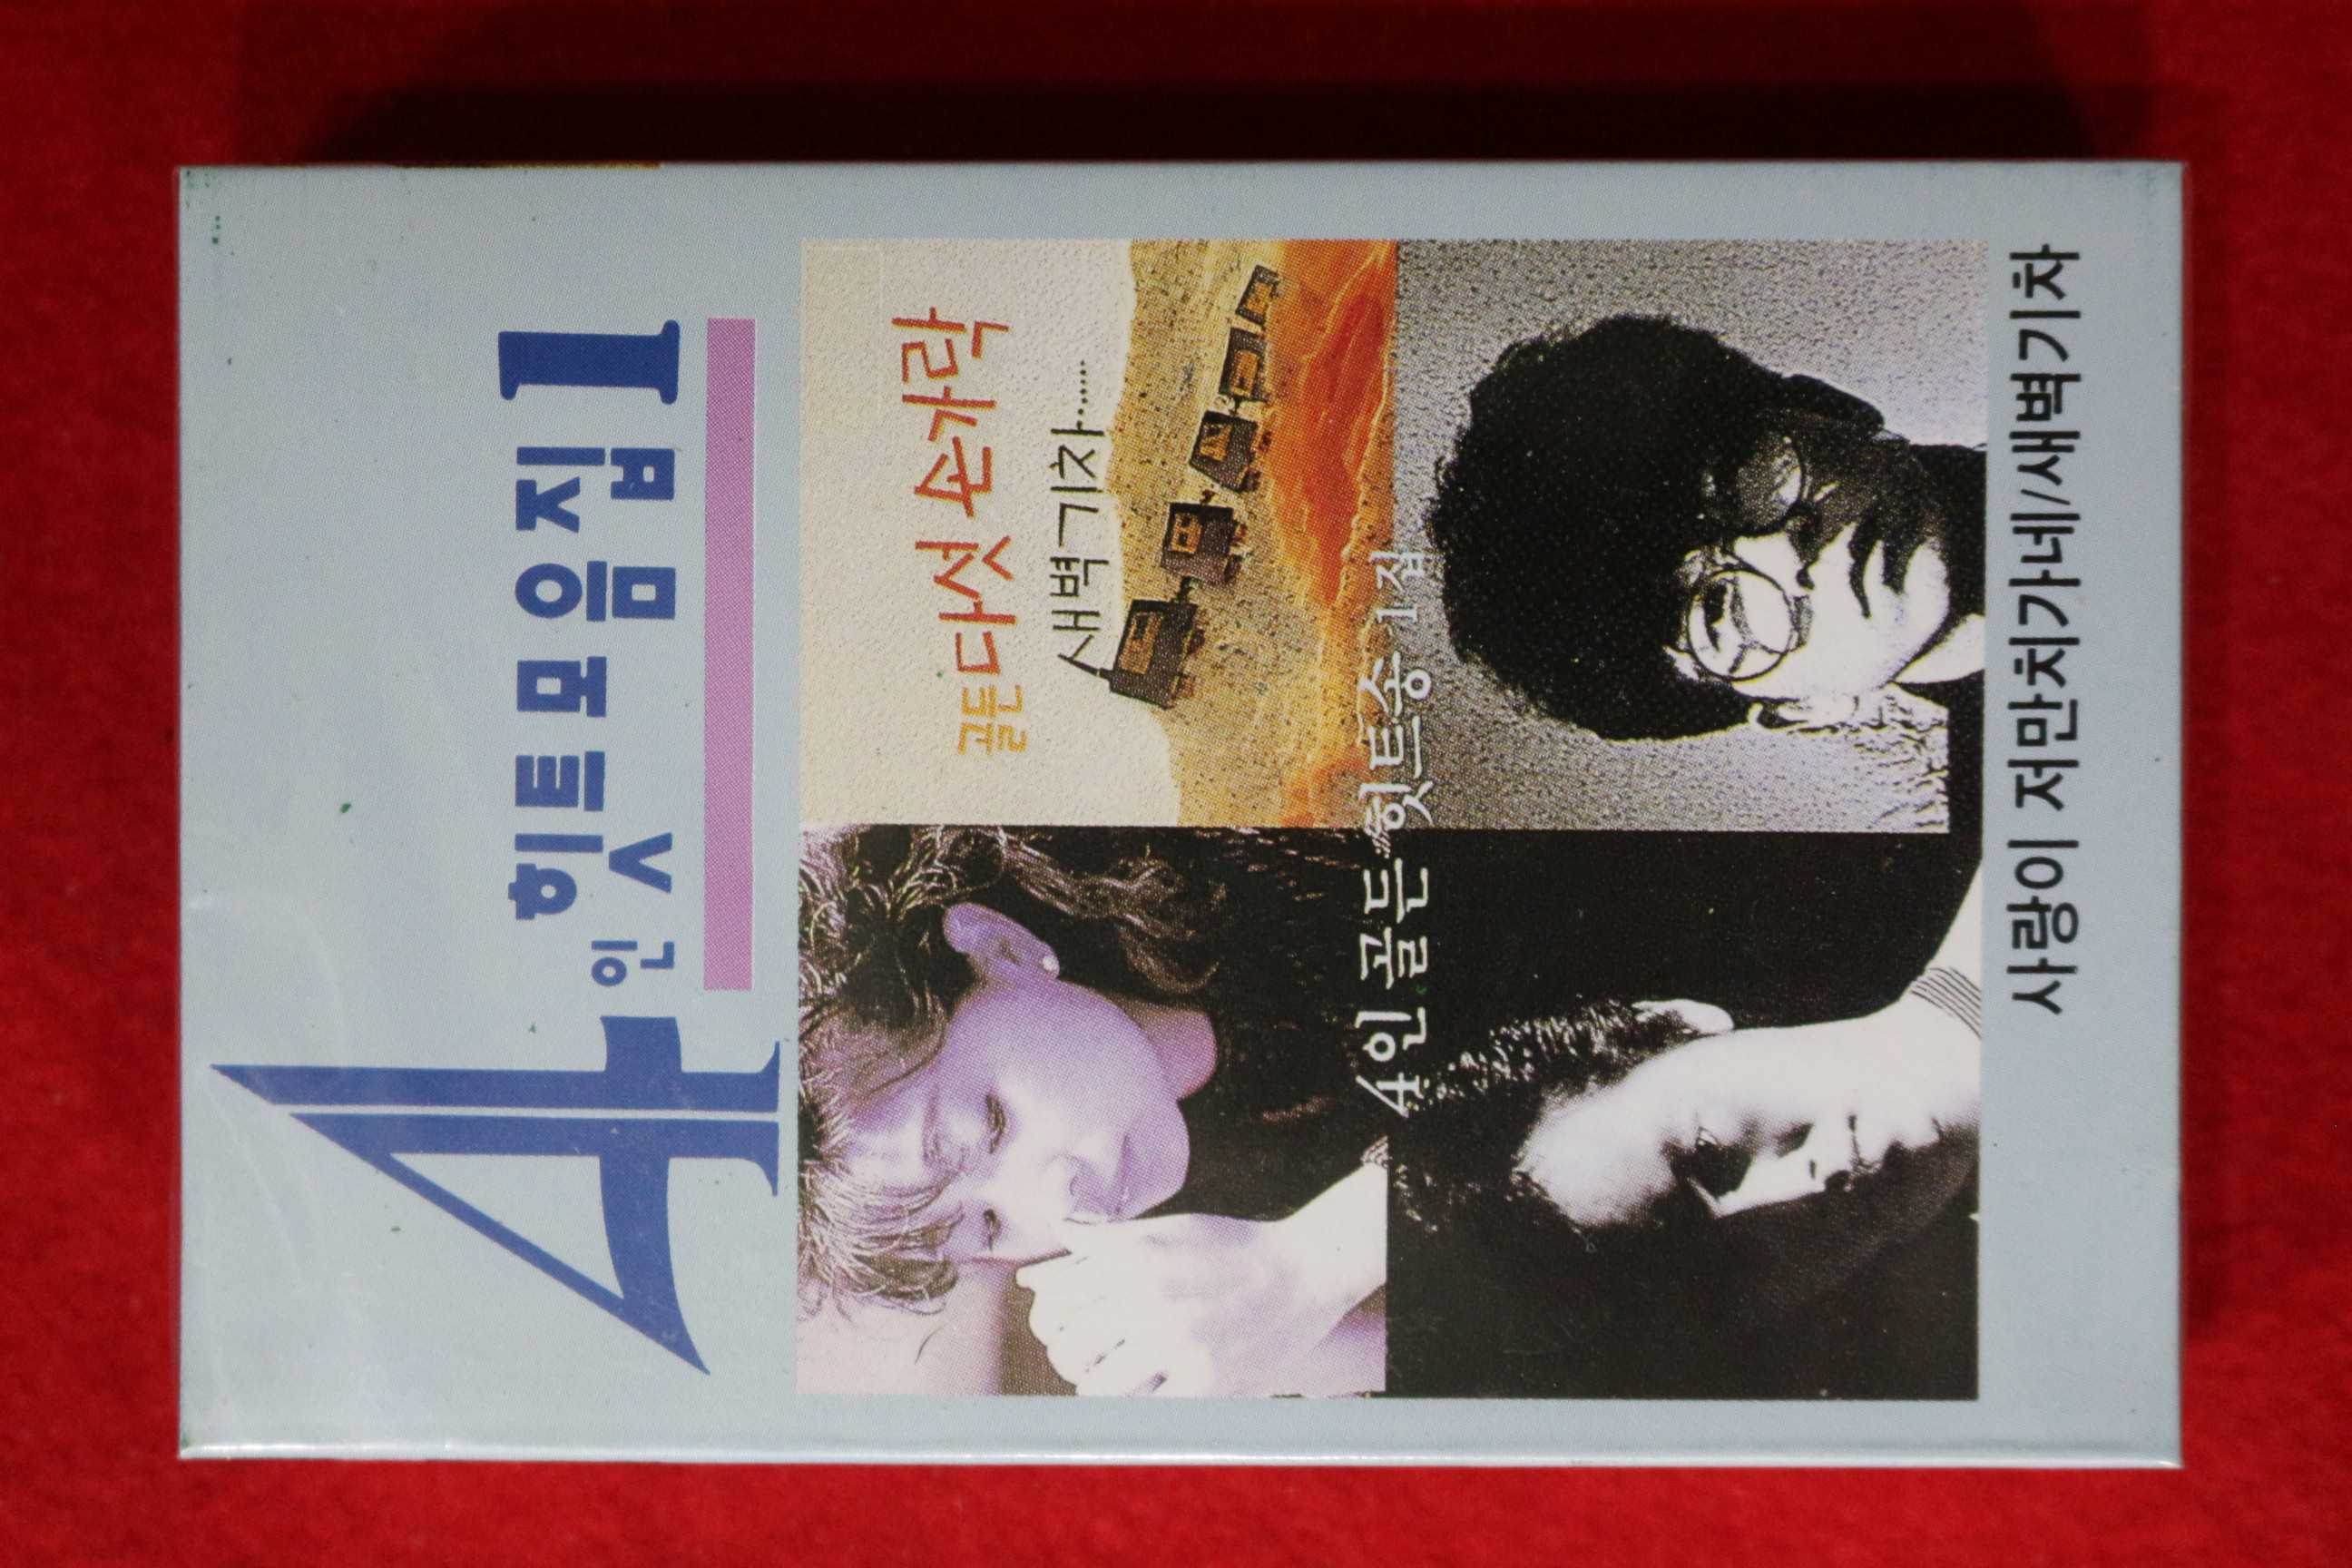 4인 힛트모음집 1
골든 다섯 손가락
새벽기차......
4인 골든 힛트송 1집
사랑이 저만치가네/새벽기차